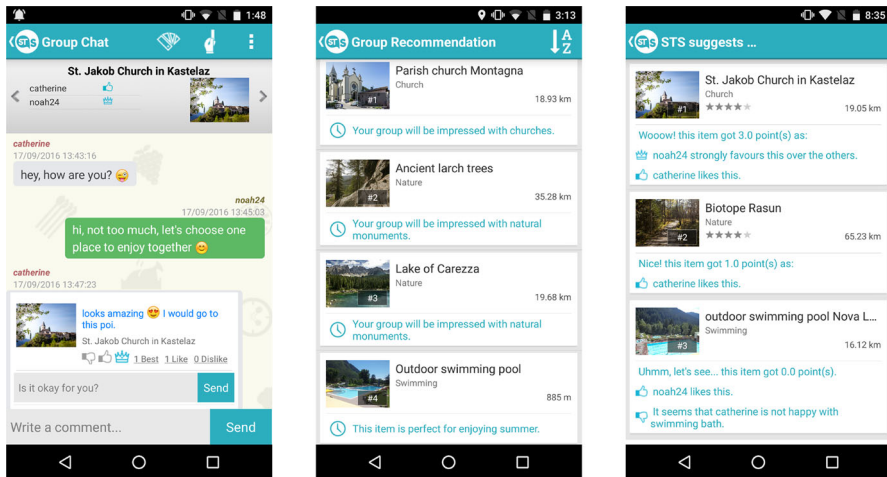 1:48
STS Group Chat
St. Jakob Church in Kastelaz
catherine
noah24
catherine
17/09/2016 13:43:16
hey, how are you? 😜
noah24
17/09/2016 13:45:03
hi, not too much, let's choose one
place to enjoy together 😊
catherine
17/09/2016 13:47:23
looks amazing 😍 I would go to
this poi.
St. Jakob Church in Kastelaz
1 Best 1 Like 0 Dislike
Is it okay for you?
Send
Write a comment...
Send
3:13
STS Group Recommendation
A
Z
Parish church Montagna
Church
#1
18.93 km
Your group will be impressed with churches.
Ancient larch trees
Nature
#2
35.28 km
Your group will be impressed with natural
monuments.
Lake of Carezza
Nature
#3
19.68 km
Your group will be impressed with natural
monuments.
Outdoor swimming pool
Swimming
#4
885 m
This item is perfect for enjoying summer.
8:35
STS STS suggests ...
St. Jakob Church in Kastelaz
Church
#1
19.05 km
Wooow! this item got 3.0 point(s) as:
noah24 strongly favours this over the others.
catherine likes this.
Biotope Rasun
Nature
#2
65.23 km
Nice! this item got 1.0 point(s) as:
catherine likes this.
outdoor swimming pool Nova L...
Swimming
#3
16.12 km
Uhmm, let's see... this item got 0.0 point(s).
noah24 likes this.
It seems that catherine is not happy with
swimming bath.